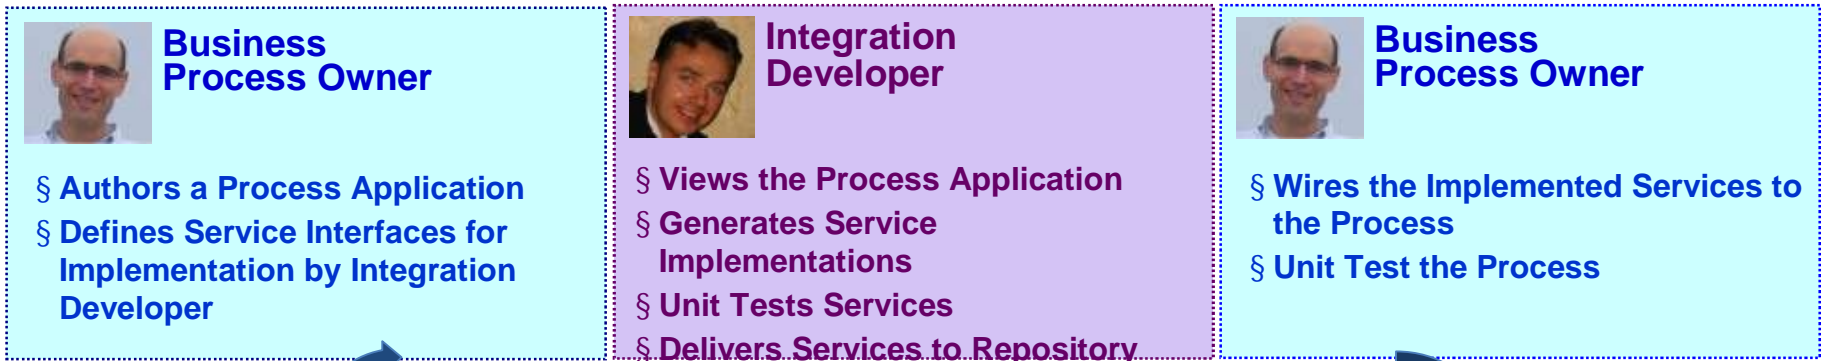 Business
Process Owner
§ Authors a Process Application
§ Defines Service Interfaces for
Implementation by Integration
Developer
Integration
Developer
§ Views the Process Application
§ Generates Service
Implementations
§ Unit Tests Services
§ Delivers Services to Repository
Business
Process Owner
§ Wires the Implemented Services to
the Process
§ Unit Test the Process